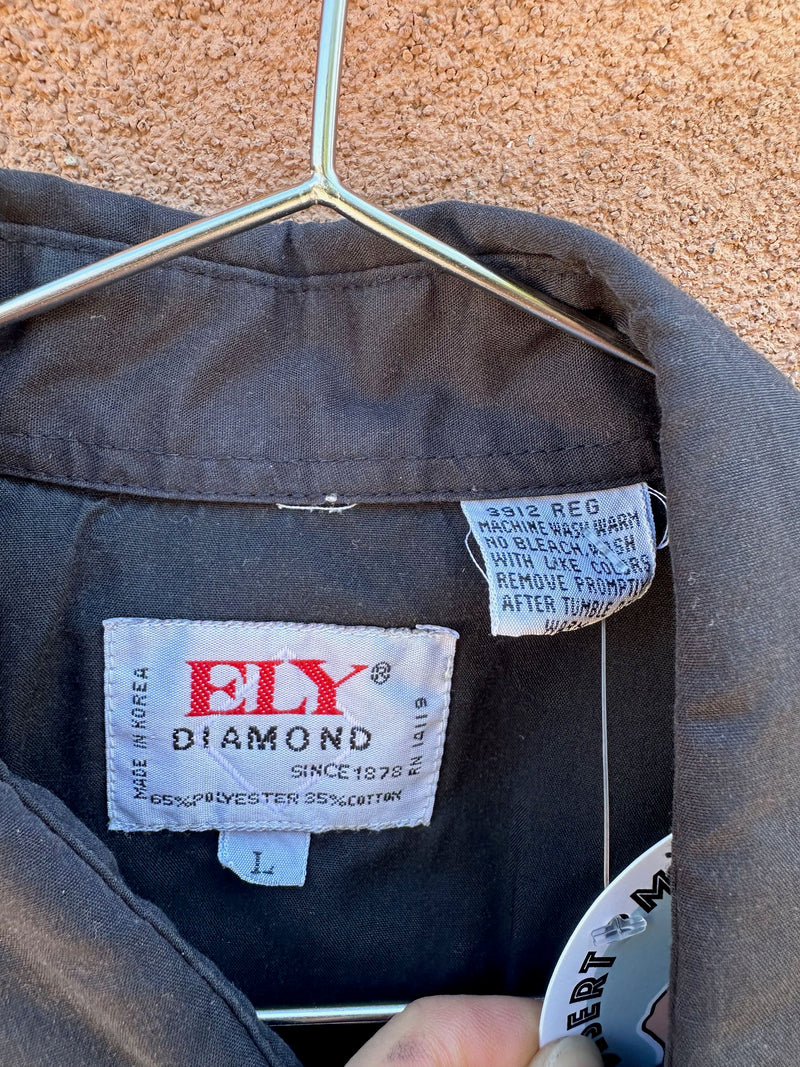 3912 REG
MACHINE WASH WARM
NO BLEACH, WASH
WITH LIKE COLORS
REMOVE PROMPTLY
AFTER TUMBLE
ELY®
DIAMOND
SINCE 1878
65% POLYESTER 35% COTTON
MADE IN KOREA
RN 14119
L